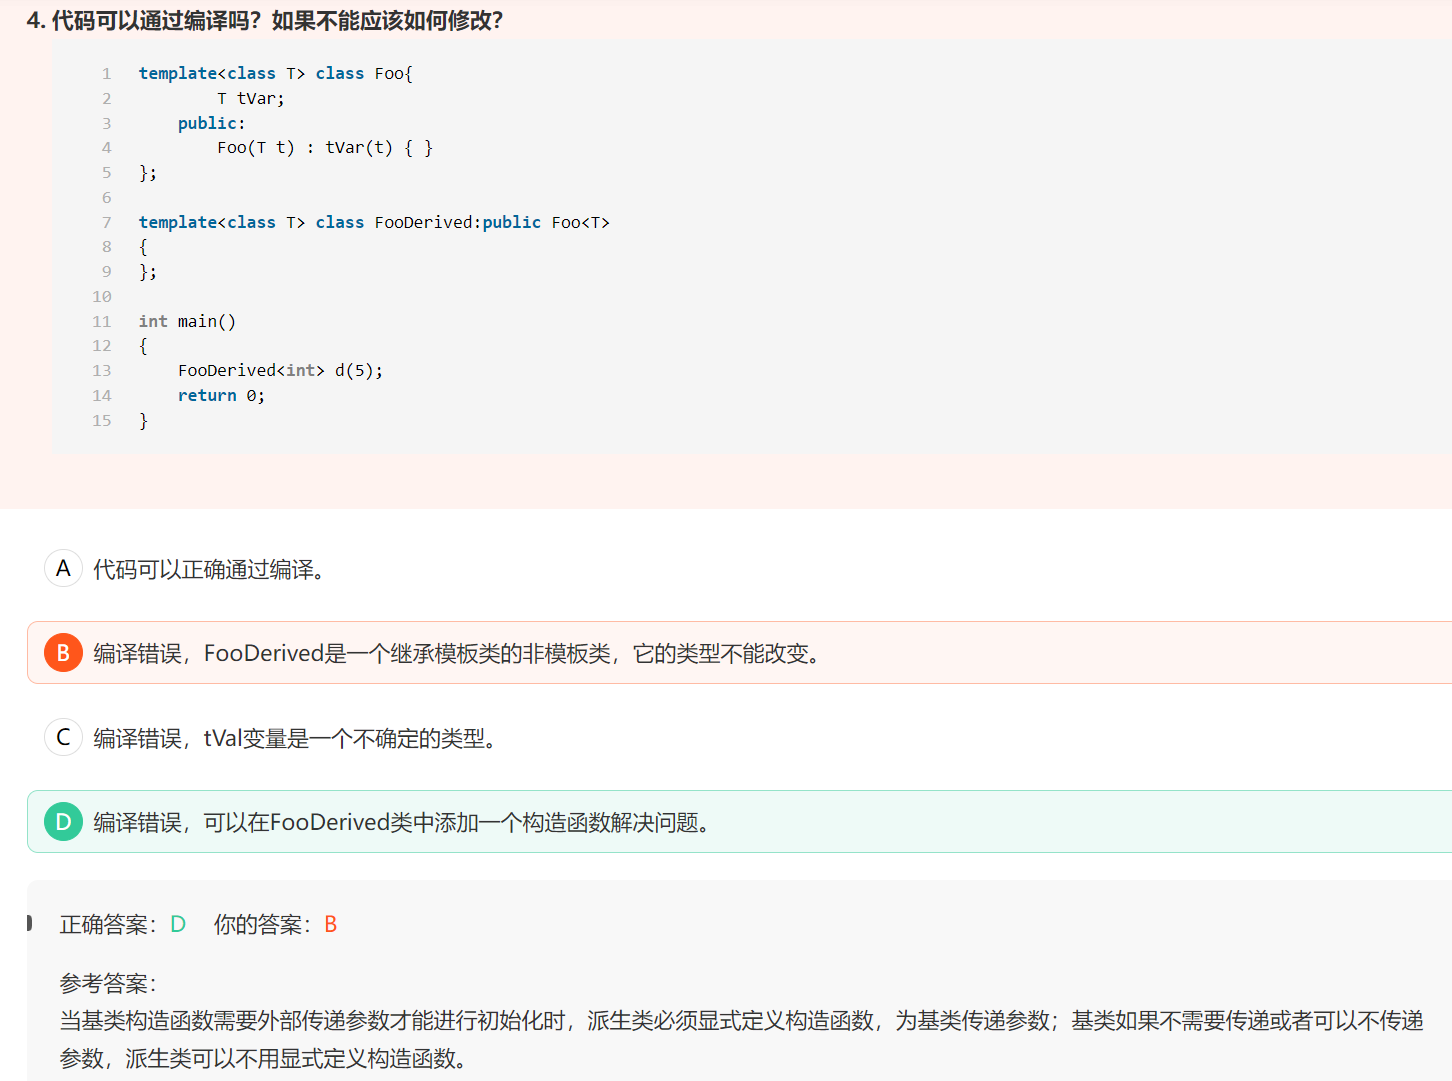 4. 代码可以通过编译吗？如果不能应该如何修改？
1 template<class T> class Foo{
2 T tVar;
3 public:
4 Foo(T t) : tVar(t) { }
5 };
6
7 template<class T> class FooDerived:public Foo<T>
8 {
9 };
10
11 int main()
12 {
13 FooDerived<int> d(5);
14 return 0;
15 }
A 代码可以正确通过编译。
B 编译错误，FooDerived是一个继承模板类的非模板类，它的类型不能改变。
C 编译错误，tVal变量是一个不确定的类型。
D 编译错误，可以在FooDerived类中添加一个构造函数解决问题。
正确答案：D 你的答案：B
参考答案：
当基类构造函数需要外部传递参数才能进行初始化时，派生类必须显式定义构造函数，为基类传递参数；基类如果不需要传递或者可以不传递
参数，派生类可以不用显式定义构造函数。